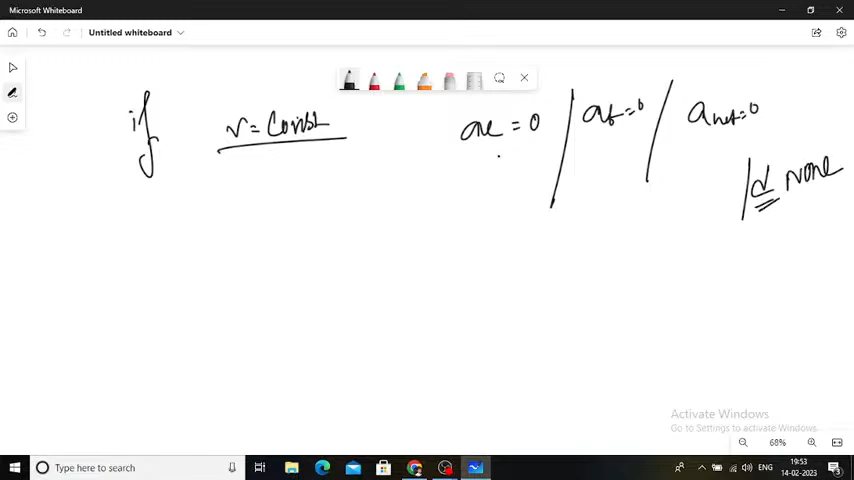 Microsoft Whiteboard
Untitled whiteboard
if v = Const ac = 0 / at = 0 / anet = 0
/ d none
Activate Windows
Go to Settings to activate Windows.
68%
Type here to search
ENG
19:53
14-02-2023
3